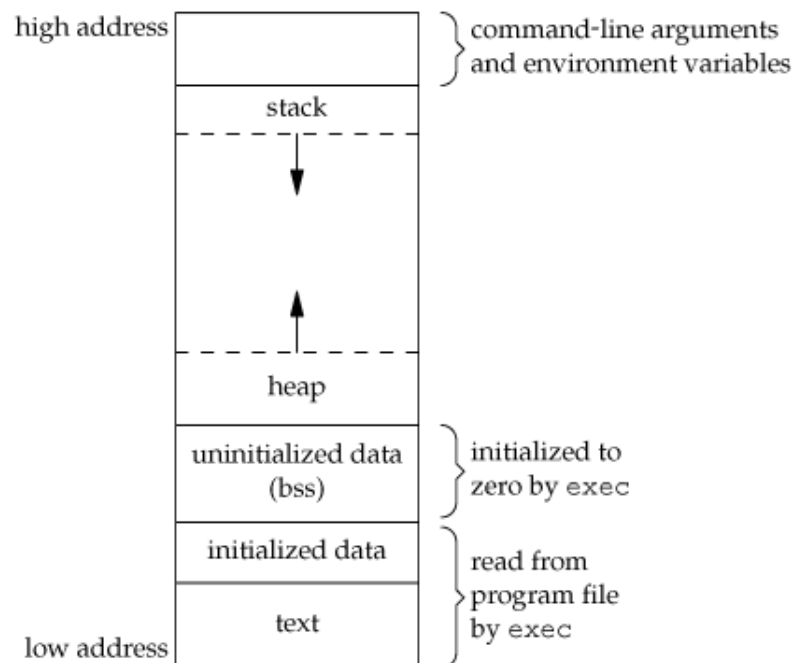 high address
command-line arguments
and environment variables
stack
heap
uninitialized data
(bss)
initialized to
zero by exec
initialized data
read from
program file
by exec
text
low address